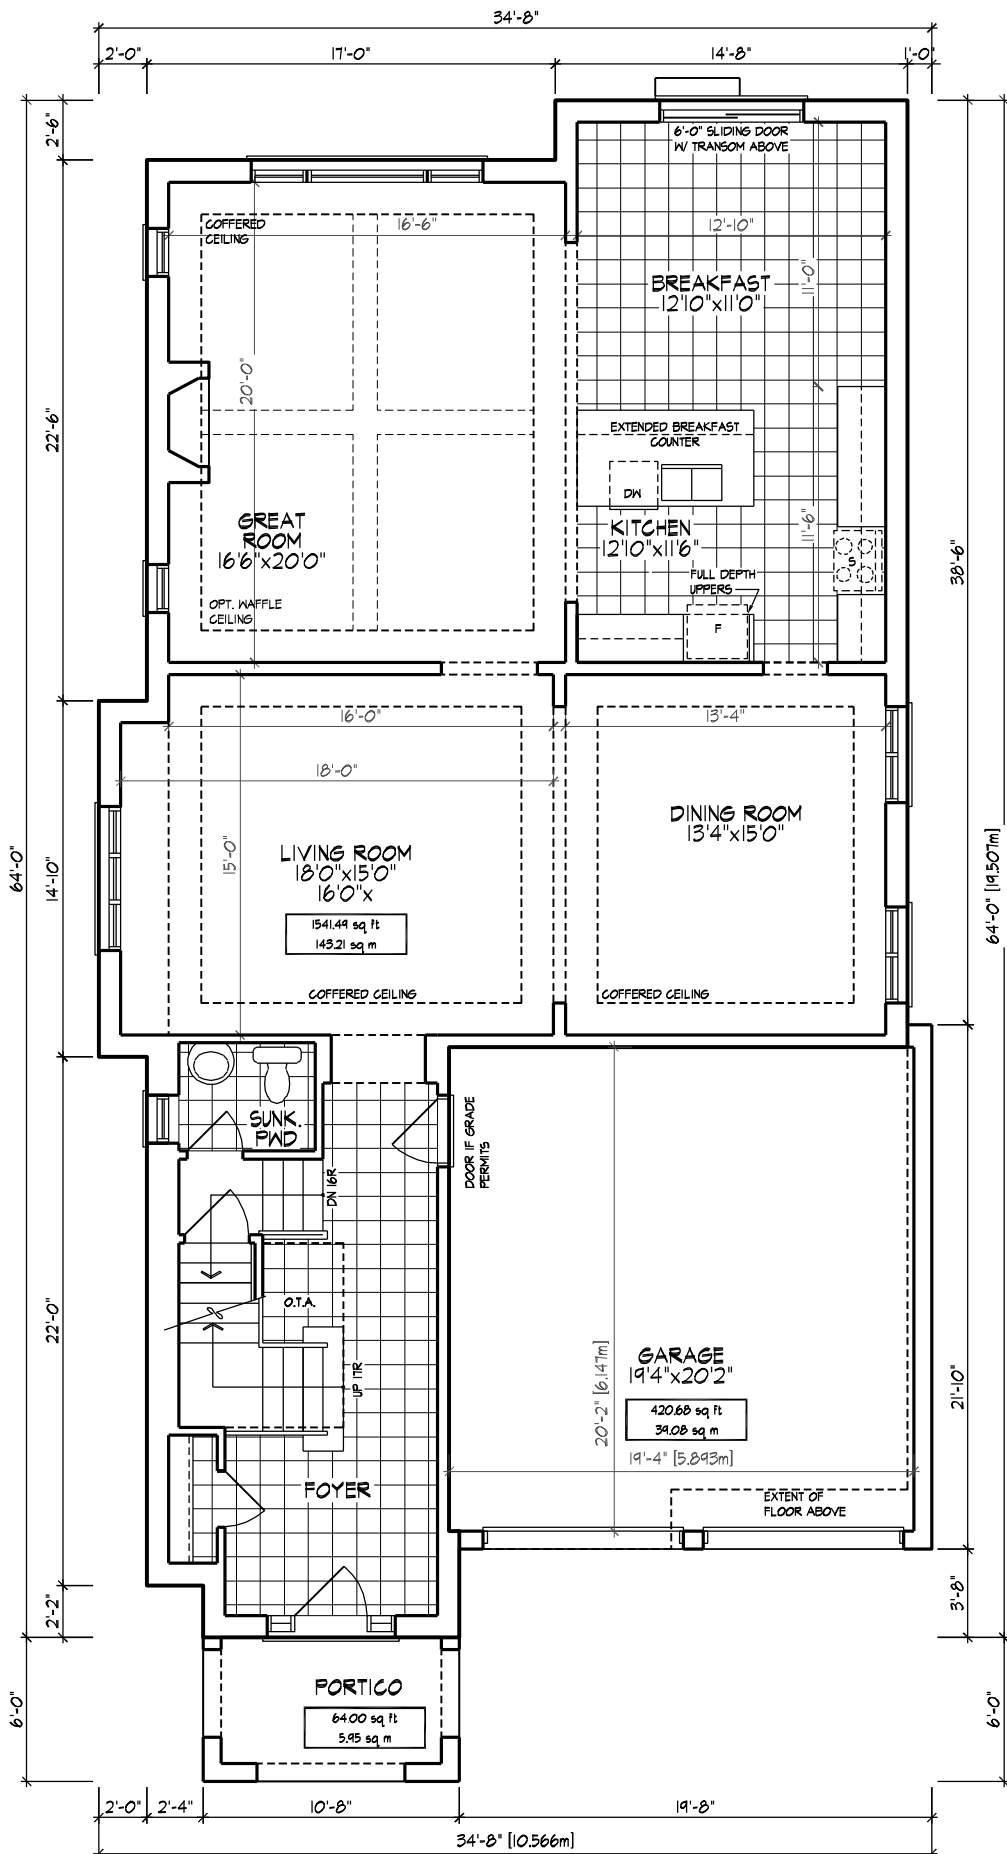 34'-8"
2'-0" 17'-0" 14'-8" 1'-0"
2'-6"
6'-0" SLIDING DOOR
W/ TRANSOM ABOVE
COFFERED
CEILING
16'-6"
12'-10"
BREAKFAST
12'10"x11'0"
11'-0"
20'-0"
22'-6"
EXTENDED BREAKFAST
COUNTER
DW
GREAT
ROOM
16'6"x20'0"
KITCHEN
12'10"x11'6"
11'-6"
S
38'-6"
FULL DEPTH
UPPERS
F
OPT. WAFFLE
CEILING
16'-0"
13'-4"
18'-0"
DINING ROOM
13'4"x15'0"
LIVING ROOM
18'0"x15'0"
16'0"x
15'-0"
1541.49 sq ft
143.21 sq m
64'-0"
14'-10"
64'-0" [19.507m]
COFFERED CEILING
COFFERED CEILING
SUNK.
PWD
DOOR IF GRADE
PERMITS
DN 16R
O.T.A.
22'-0"
UP 17R
GARAGE
19'4"x20'2"
420.68 sq ft
39.08 sq m
20'-2" [6.147m]
19'-4" [5.893m]
21'-10"
FOYER
EXTENT OF
FLOOR ABOVE
2'-2"
3'-8"
PORTICO
64.00 sq ft
5.95 sq m
6'-0"
6'-0"
2'-0" 2'-4" 10'-8" 19'-8"
34'-8" [10.566m]